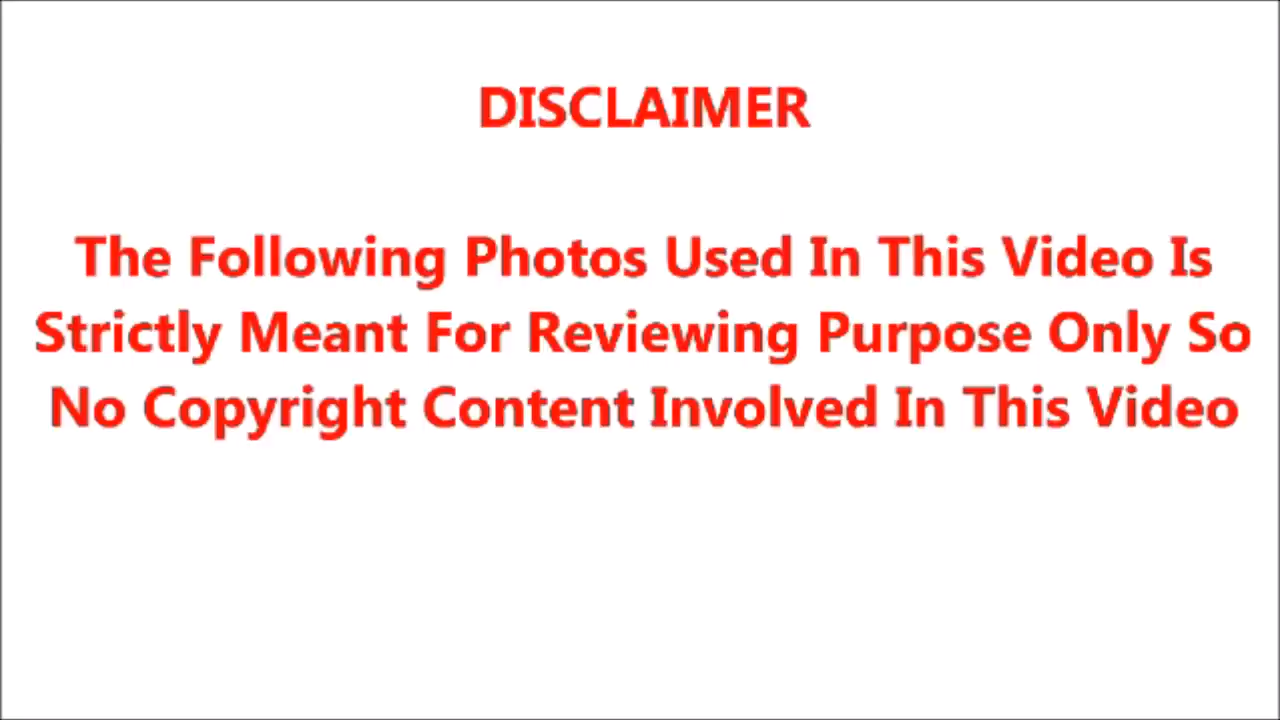 DISCLAIMER
The Following Photos Used In This Video Is
Strictly Meant For Reviewing Purpose Only So
No Copyright Content Involved In This Video